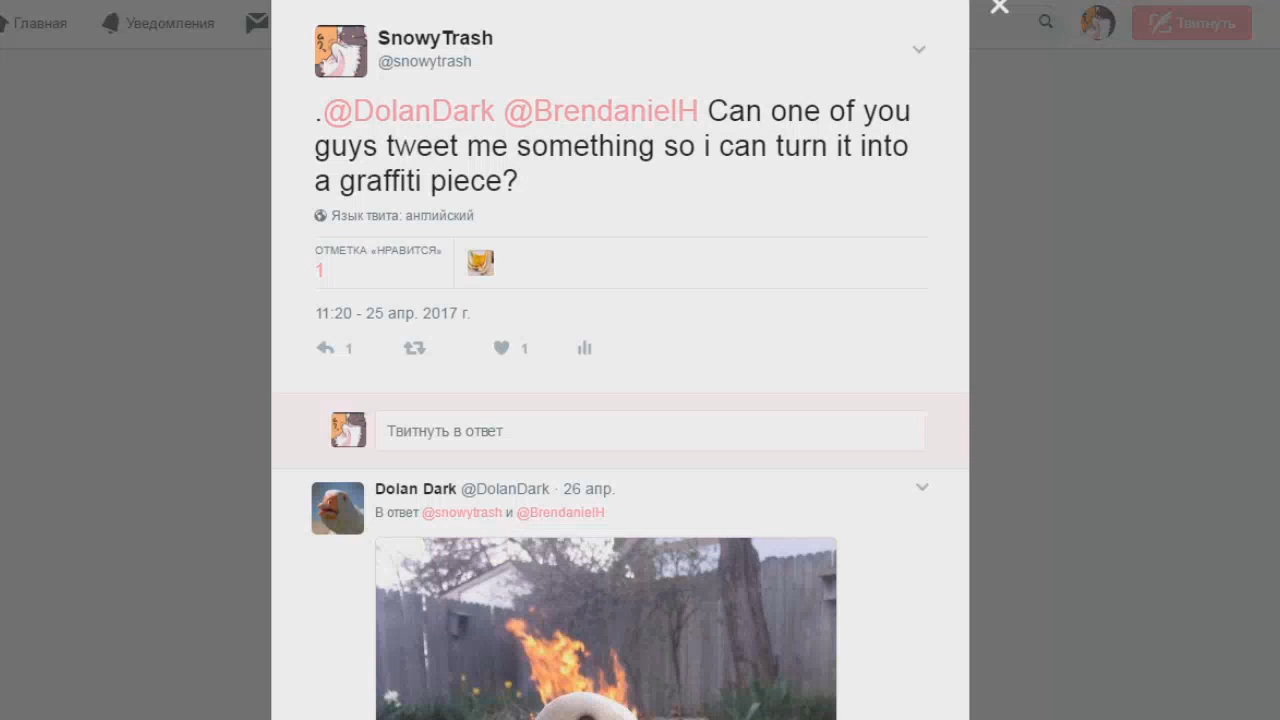 Главная
Уведомления
Твитнуть
SnowyTrash
@snowytrash
.@DolanDark @BrendanielH Can one of you
guys tweet me something so i can turn it into
a graffiti piece?
Язык твита: английский
ОТМЕТКА «НРАВИТСЯ»
1
11:20 - 25 апр. 2017 г.
1
1
Твитнуть в ответ
Dolan Dark @DolanDark · 26 апр.
В ответ @snowytrash и @BrendanielH